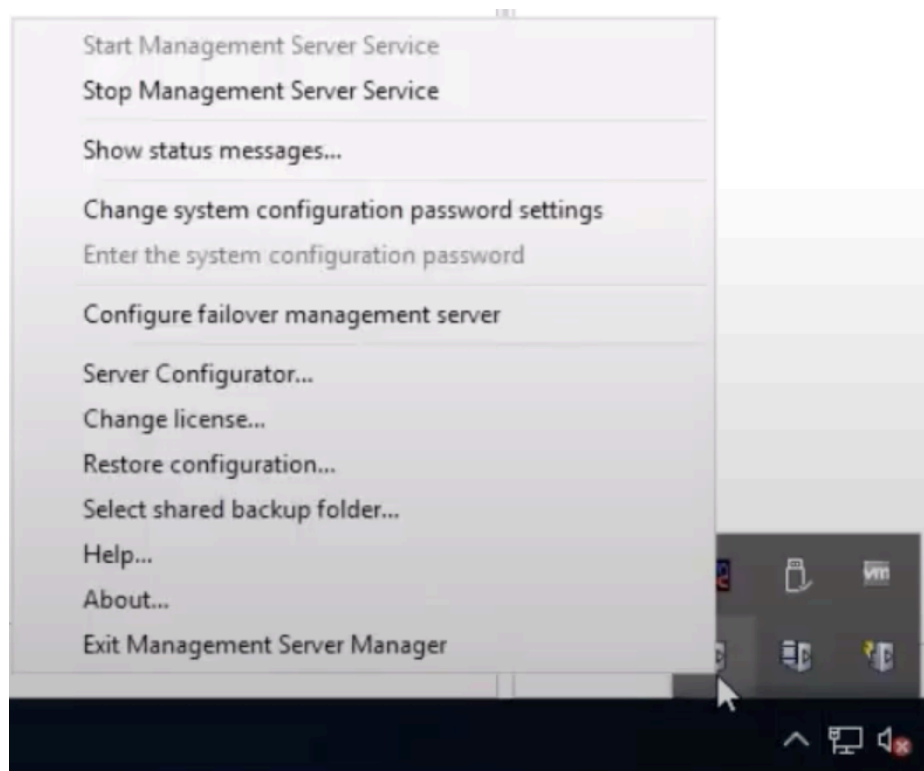 Start Management Server Service
Stop Management Server Service
Show status messages...
Change system configuration password settings
Enter the system configuration password
Configure failover management server
Server Configurator...
Change license...
Restore configuration...
Select shared backup folder...
Help...
About...
Exit Management Server Manager
vm